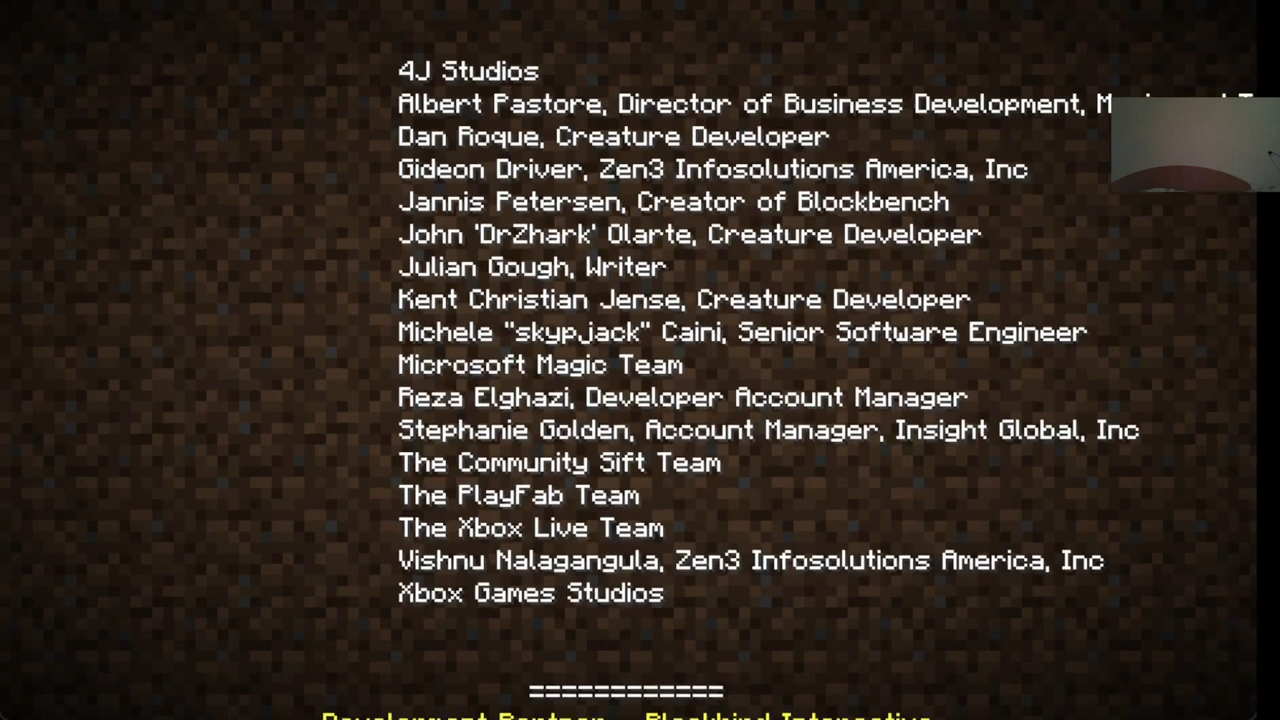 4J Studios
Albert Pastore, Director of Business Development,
Dan Roque, Creature Developer
Gideon Driver, Zen3 Infosolutions America, Inc
Jannis Petersen, Creator of Blockbench
John 'DrZhark' Olarte, Creature Developer
Julian Gough, Writer
Kent Christian Jense, Creature Developer
Michele "skypjack" Caini, Senior Software Engineer
Microsoft Magic Team
Reza Elghazi, Developer Account Manager
Stephanie Golden, Account Manager, Insight Global, Inc
The Community Sift Team
The PlayFab Team
The Xbox Live Team
Vishnu Nalagangula, Zen3 Infosolutions America, Inc
Xbox Games Studios
============
Development Partner - Blackbird Interactive